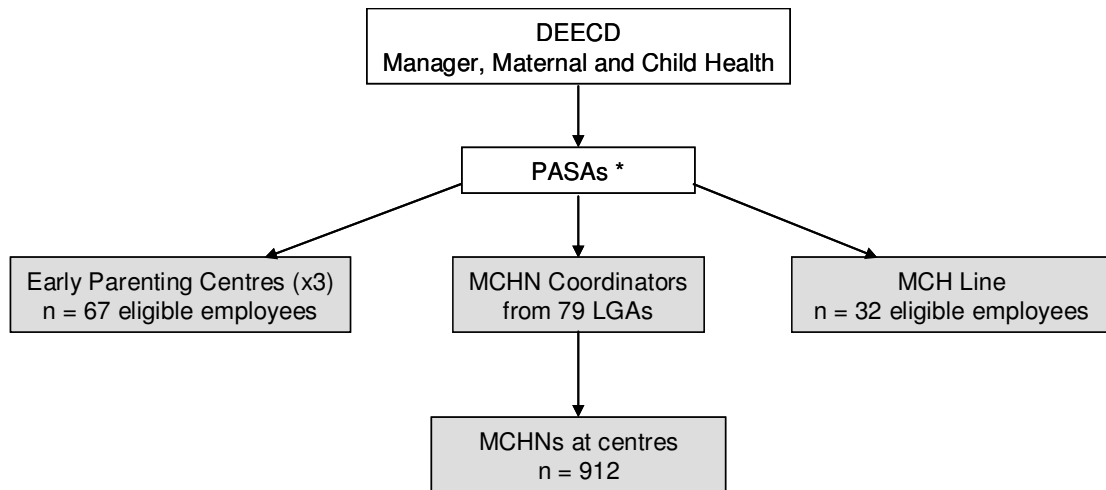 DEECD
Manager, Maternal and Child Health
PASAs *
Early Parenting Centres (x3)
n = 67 eligible employees
MCHN Coordinators
from 79 LGAs
MCH Line
n = 32 eligible employees
MCHNs at centres
n = 912